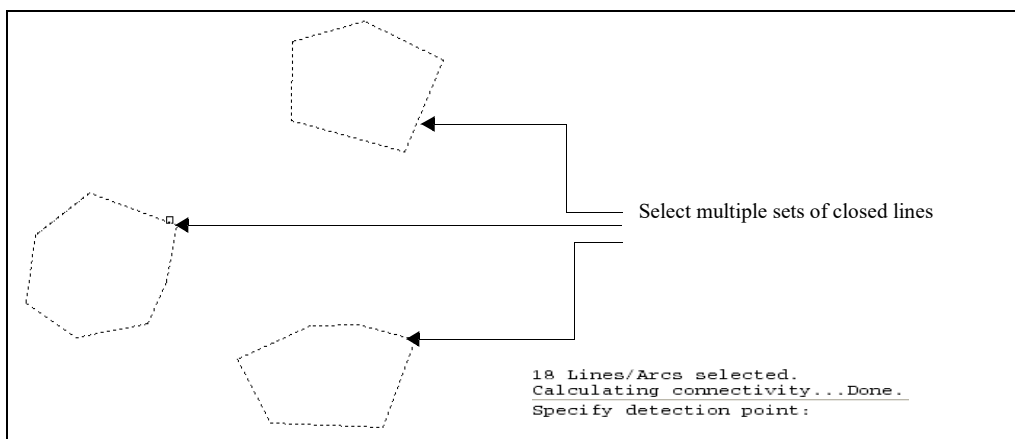 Select multiple sets of closed lines
18 Lines/Arcs selected.
Calculating connectivity...Done.
Specify detection point: